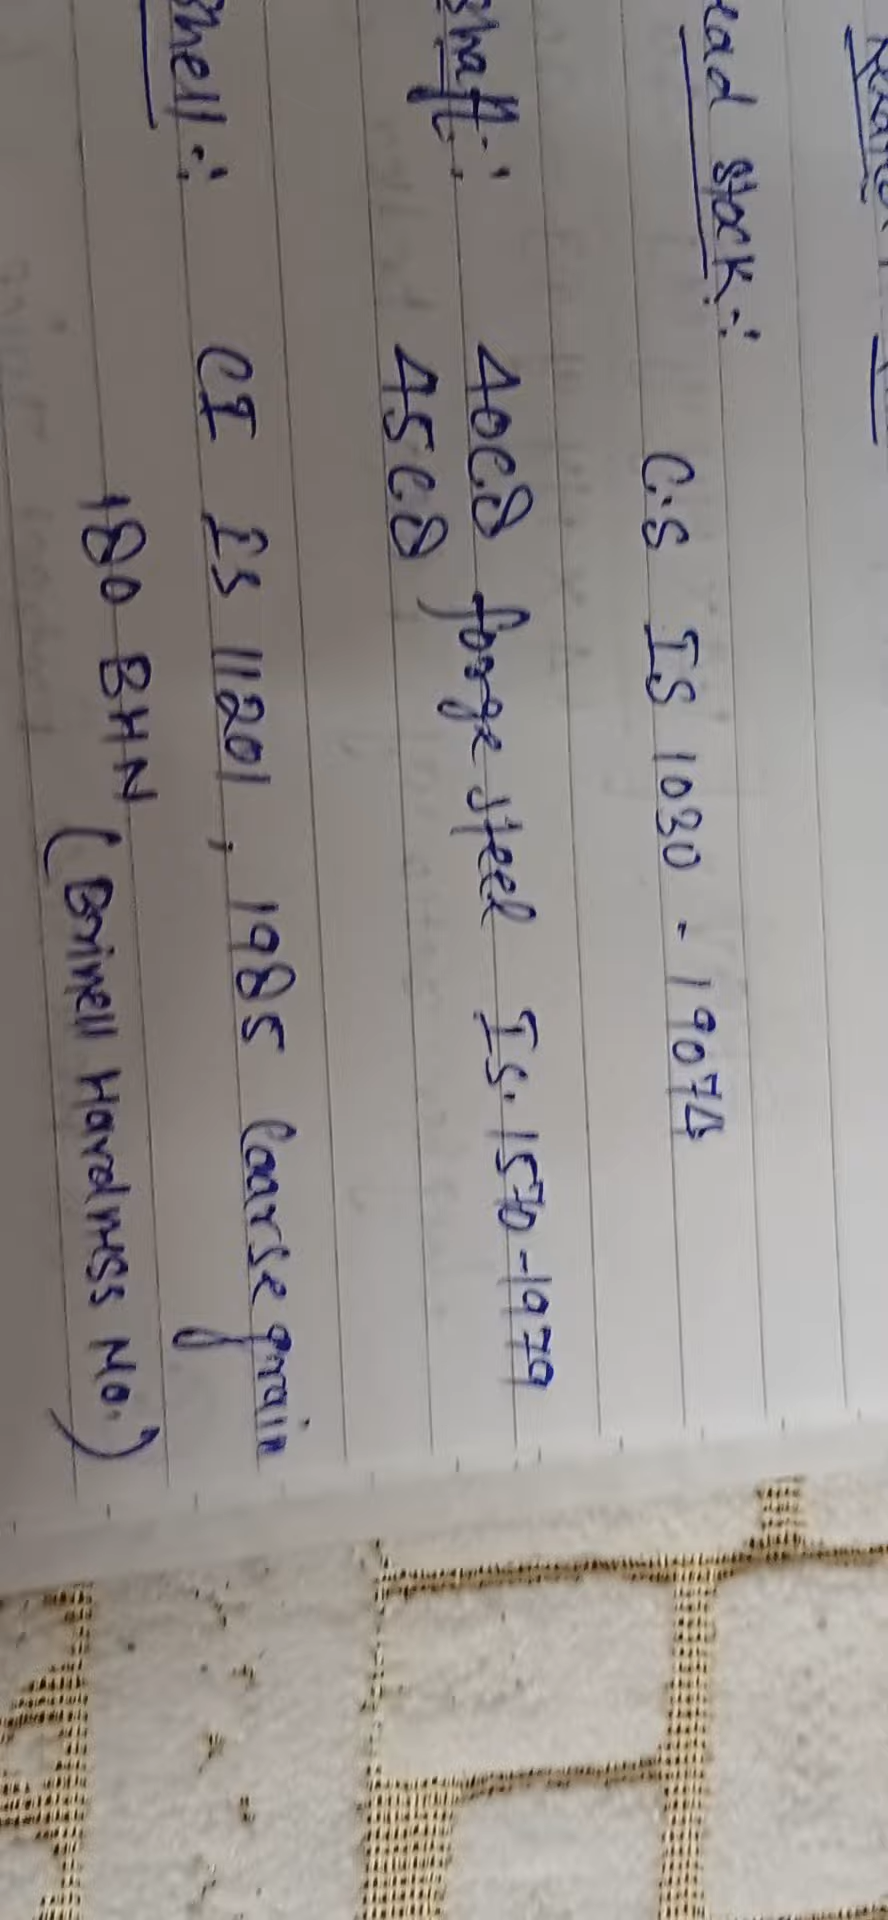 ead stock :
C.S IS 1030 - 1974
shaft :
40C8 forge steel IS. 1570-1979
45C8
shell :
CI IS 11201, 1985 Coarse grain
180 BHN (Brinell Hardness No.)